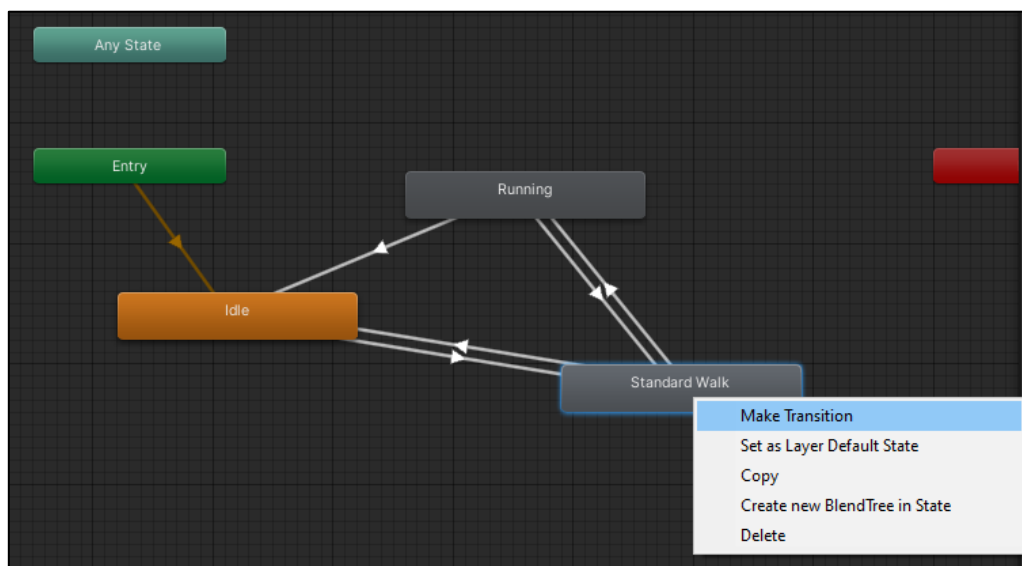 Any State
Entry
Running
Idle
Standard Walk
Make Transition
Set as Layer Default State
Copy
Create new BlendTree in State
Delete